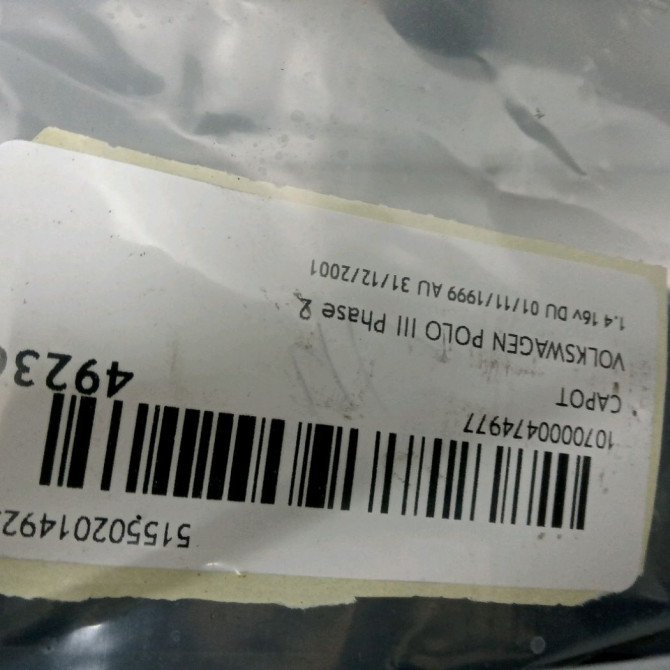 51550201492
4923
1070000474977
CAPOT
VOLKSWAGEN POLO III Phase 2
1.4 16v DU 01/11/1999 AU 31/12/2001